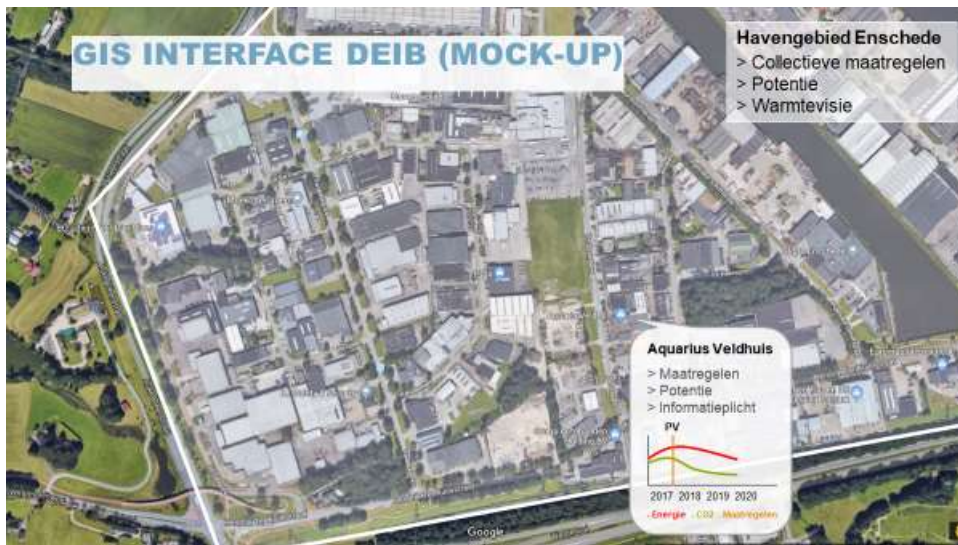 GIS INTERFACE DEIB (MOCK-UP)
Havengebied Enschede
> Collectieve maatregelen
> Potentie
> Warmtevisie
Aquarius Veldhuis
> Maatregelen
> Potentie
> Informatieplicht
PV
2017 2018 2019 2020
Energie CO2 Maatregelen
Google